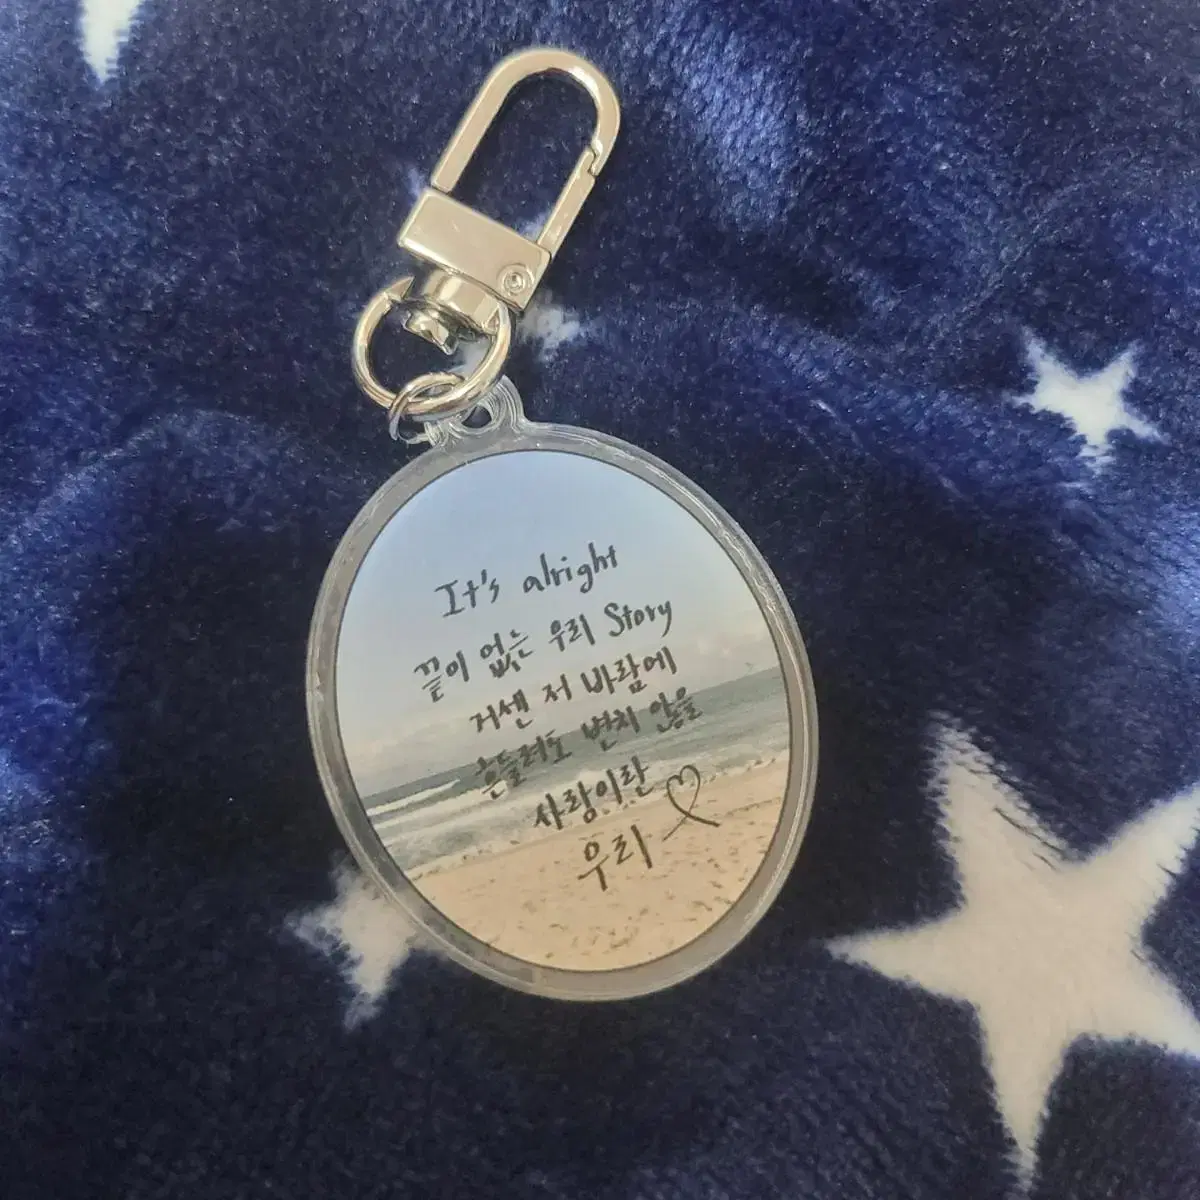 It's alright
끝이 없는 우리 Story
거센 저 바람에
흔들려도 변치 않을
사랑이란
우리